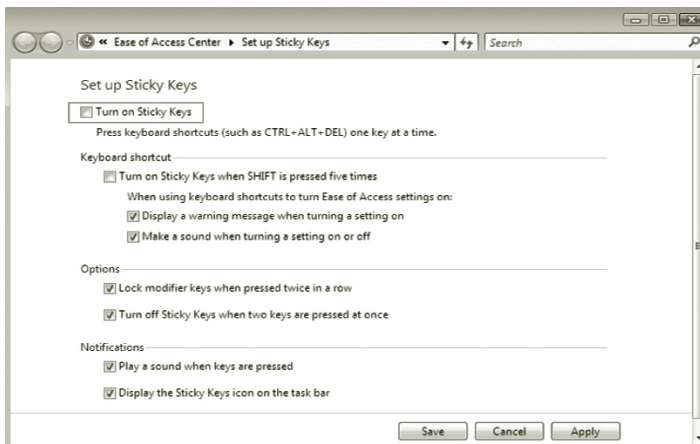 « Ease of Access Center ▸ Set up Sticky Keys Search
Set up Sticky Keys
Turn on Sticky Keys
Press keyboard shortcuts (such as CTRL+ALT+DEL) one key at a time.
Keyboard shortcut
Turn on Sticky Keys when SHIFT is pressed five times
When using keyboard shortcuts to turn Ease of Access settings on:
Display a warning message when turning a setting on
Make a sound when turning a setting on or off
Options
Lock modifier keys when pressed twice in a row
Turn off Sticky Keys when two keys are pressed at once
Notifications
Play a sound when keys are pressed
Display the Sticky Keys icon on the task bar
Save Cancel Apply